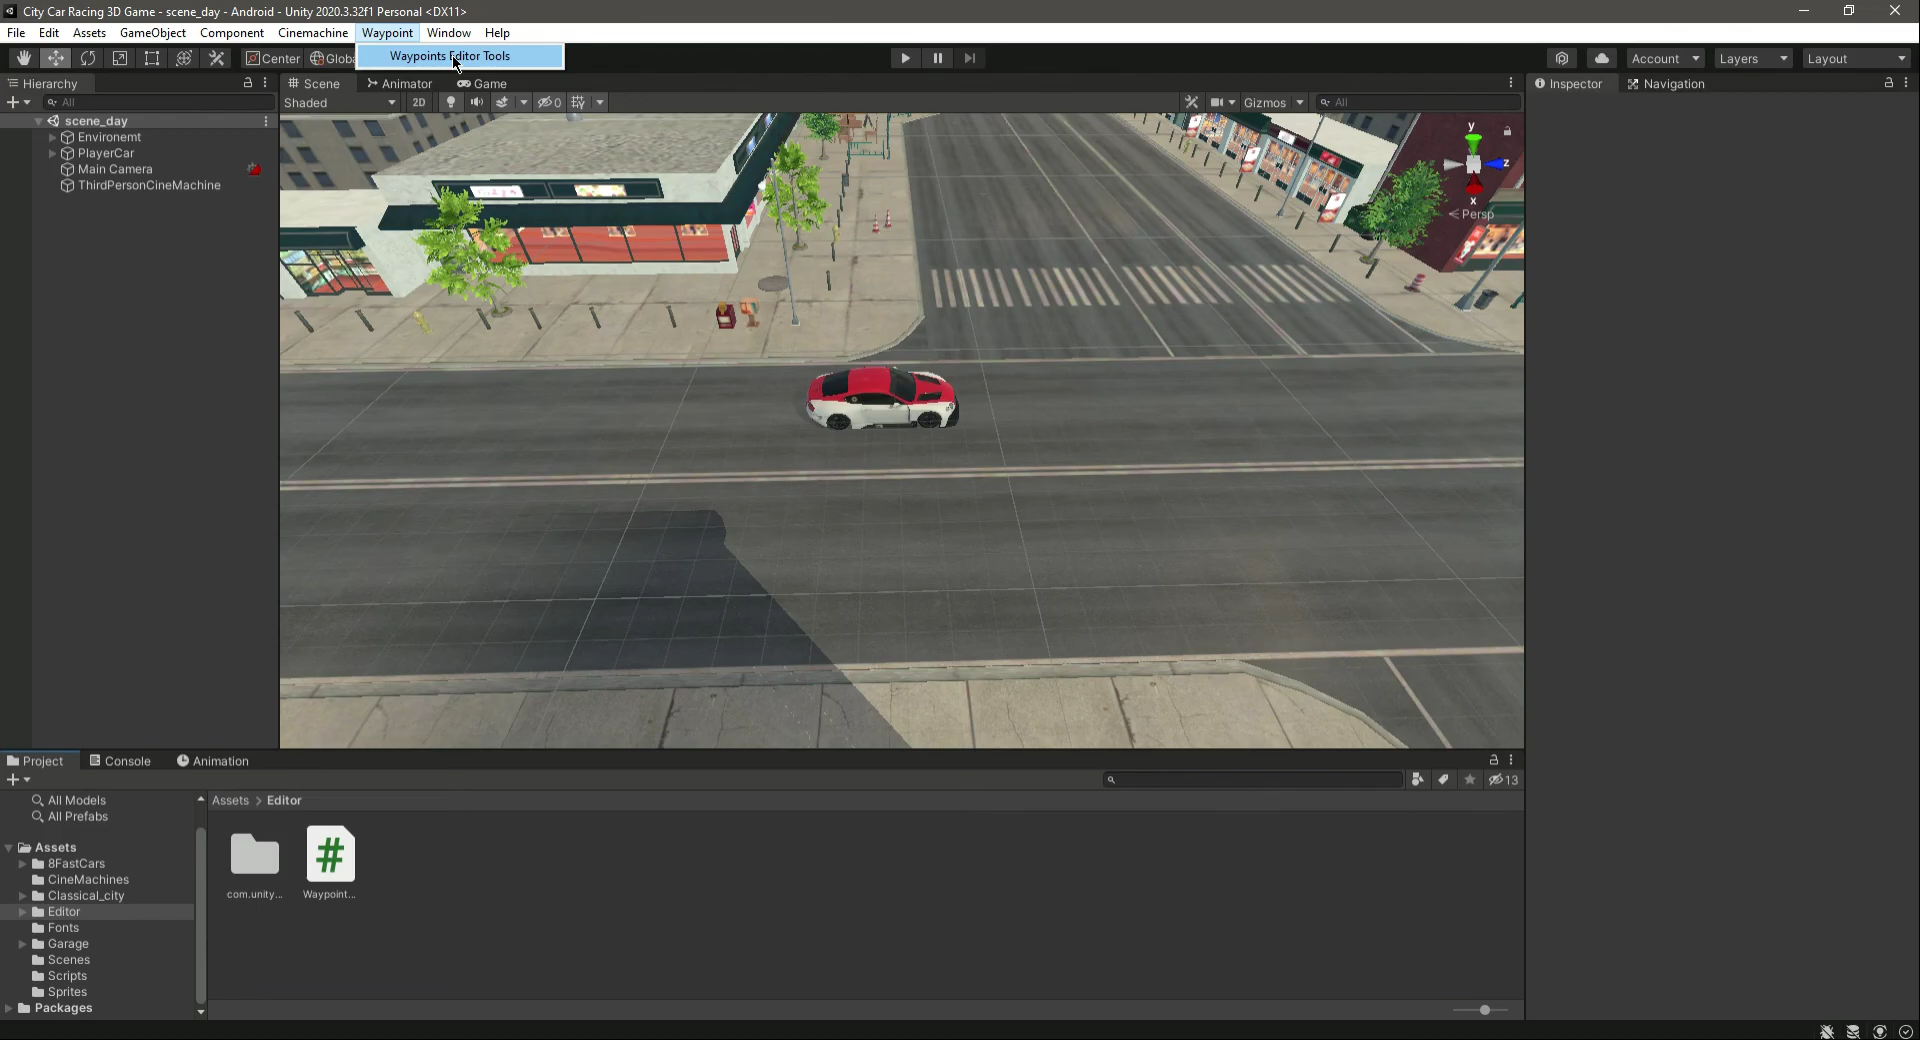 City Car Racing 3D Game - scene_day - Android - Unity 2020.3.32f1 Personal <DX11>
File Edit Assets GameObject Component Cinemachine Waypoint Window Help
Waypoints Editor Tools
Center Globa
Account Layers Layout
Hierarchy
Scene Animator Game
Inspector Navigation
All
Shaded 2D 0 Gizmos All
scene_day
Environemt
PlayerCar
Main Camera
ThirdPersonCineMachine
y
z
x
Persp
Project Console Animation
13
All Models
All Prefabs
Assets
8FastCars
CineMachines
Classical_city
Editor
Fonts
Garage
Scenes
Scripts
Sprites
Packages
Assets > Editor
#
com.unity... Waypoint...